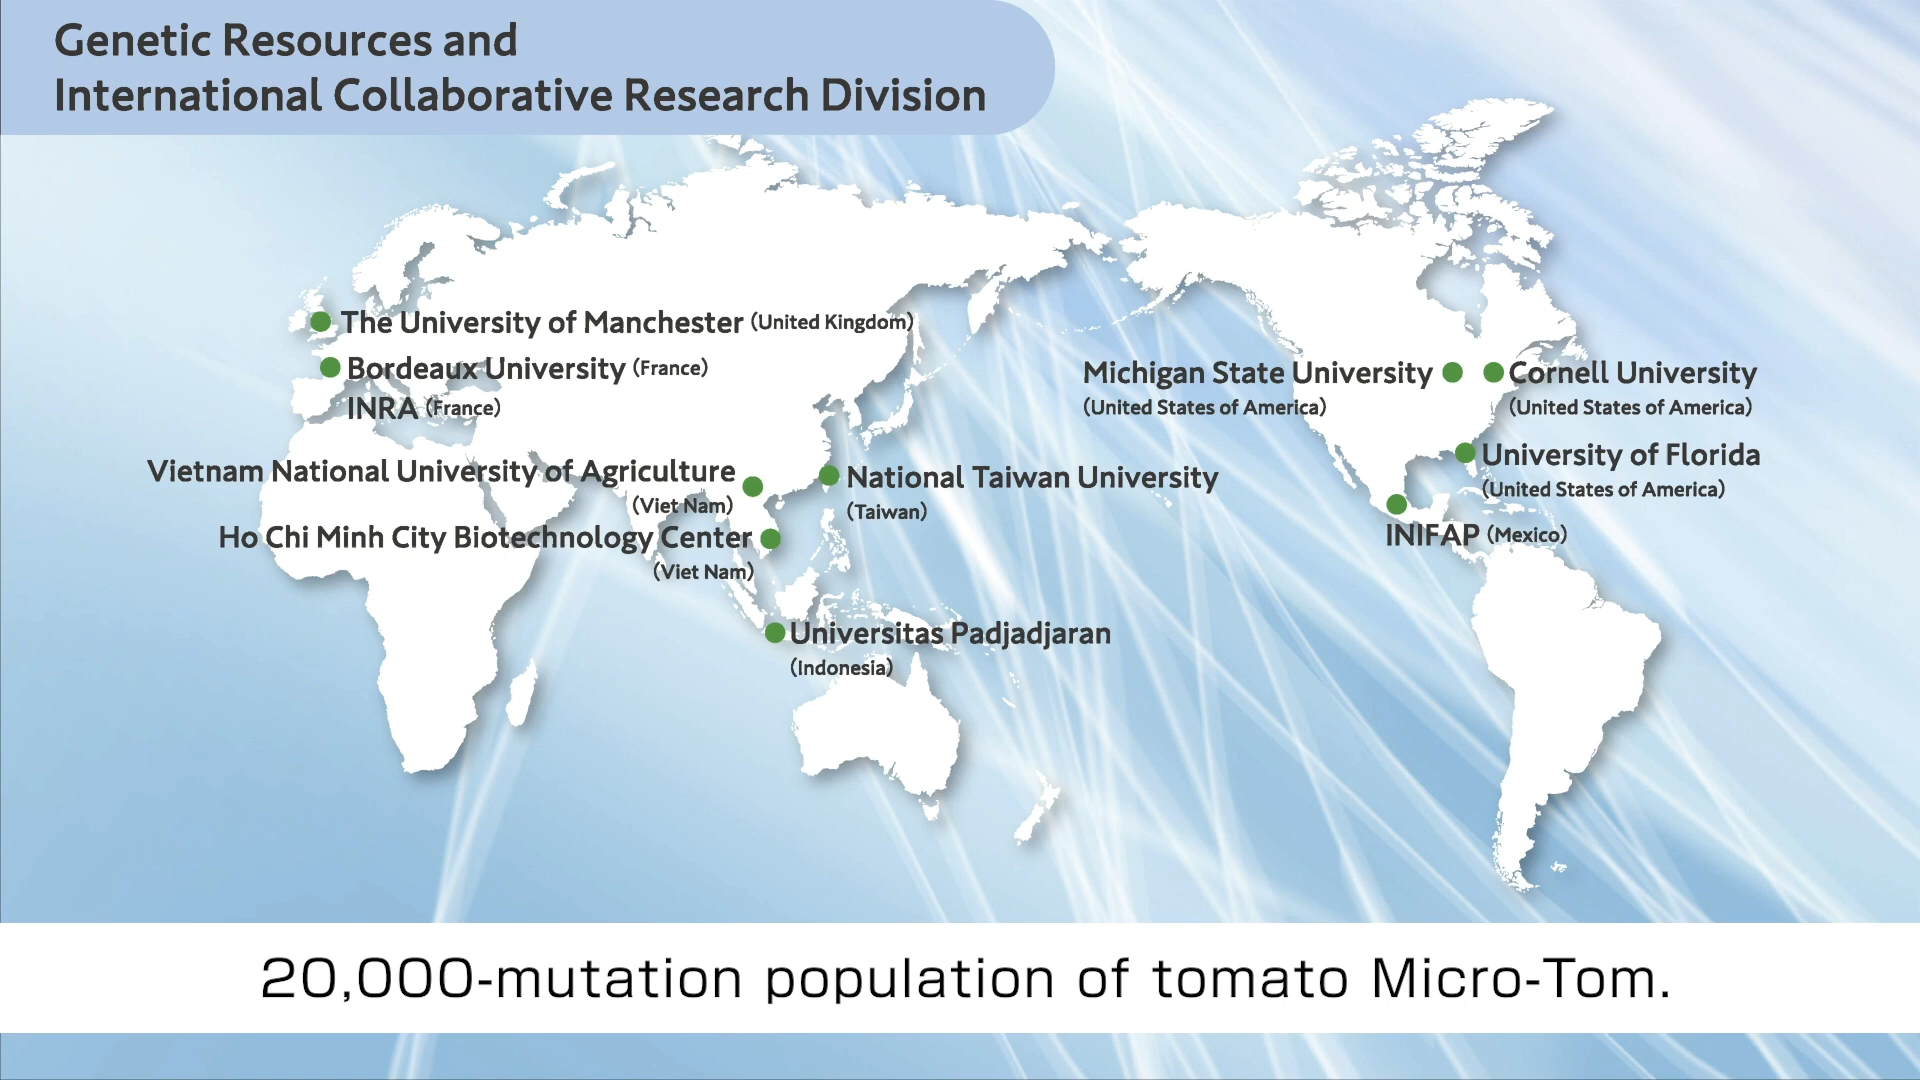 Genetic Resources and
International Collaborative Research Division
The University of Manchester (United Kingdom)
Bordeaux University (France)
INRA (France)
Michigan State University
(United States of America)
Cornell University
(United States of America)
University of Florida
(United States of America)
INIFAP (Mexico)
Vietnam National University of Agriculture
(Viet Nam)
Ho Chi Minh City Biotechnology Center
(Viet Nam)
National Taiwan University
(Taiwan)
Universitas Padjadjaran
(Indonesia)
20,000-mutation population of tomato Micro-Tom.